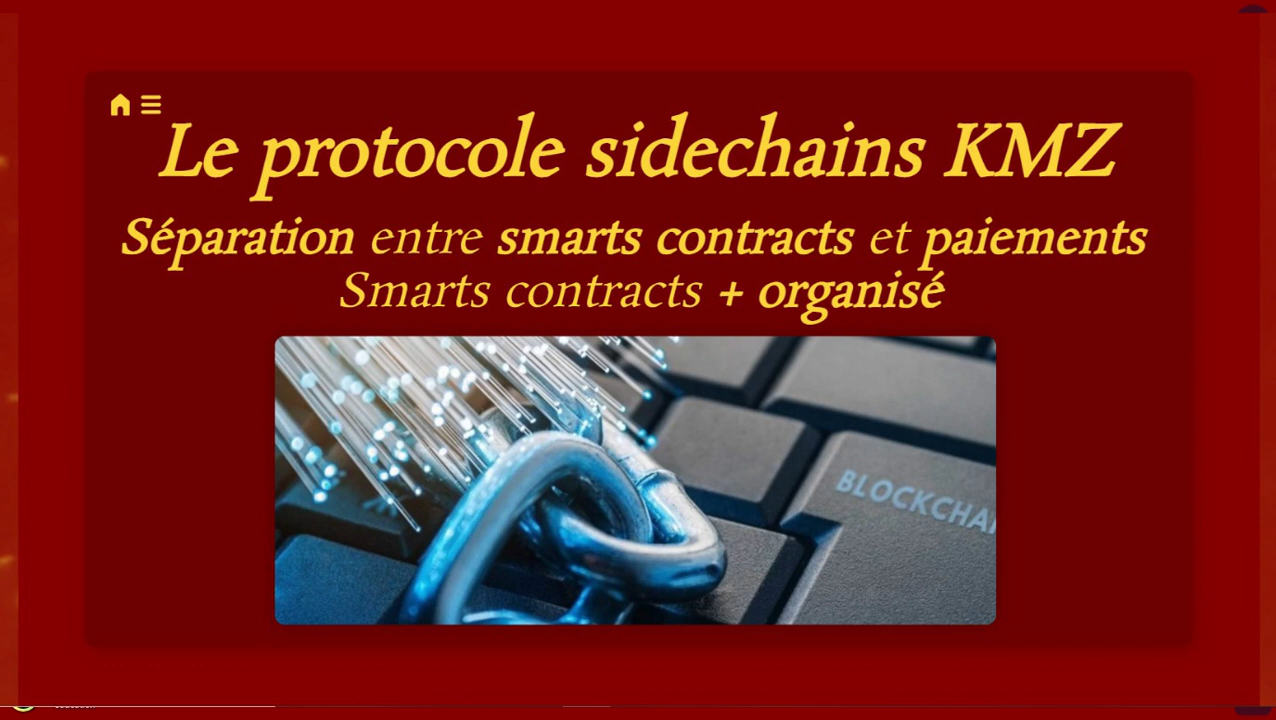 Le protocole sidechains KMZ
Séparation entre smarts contracts et paiements
Smarts contracts + organisé
BLOCKCHAI